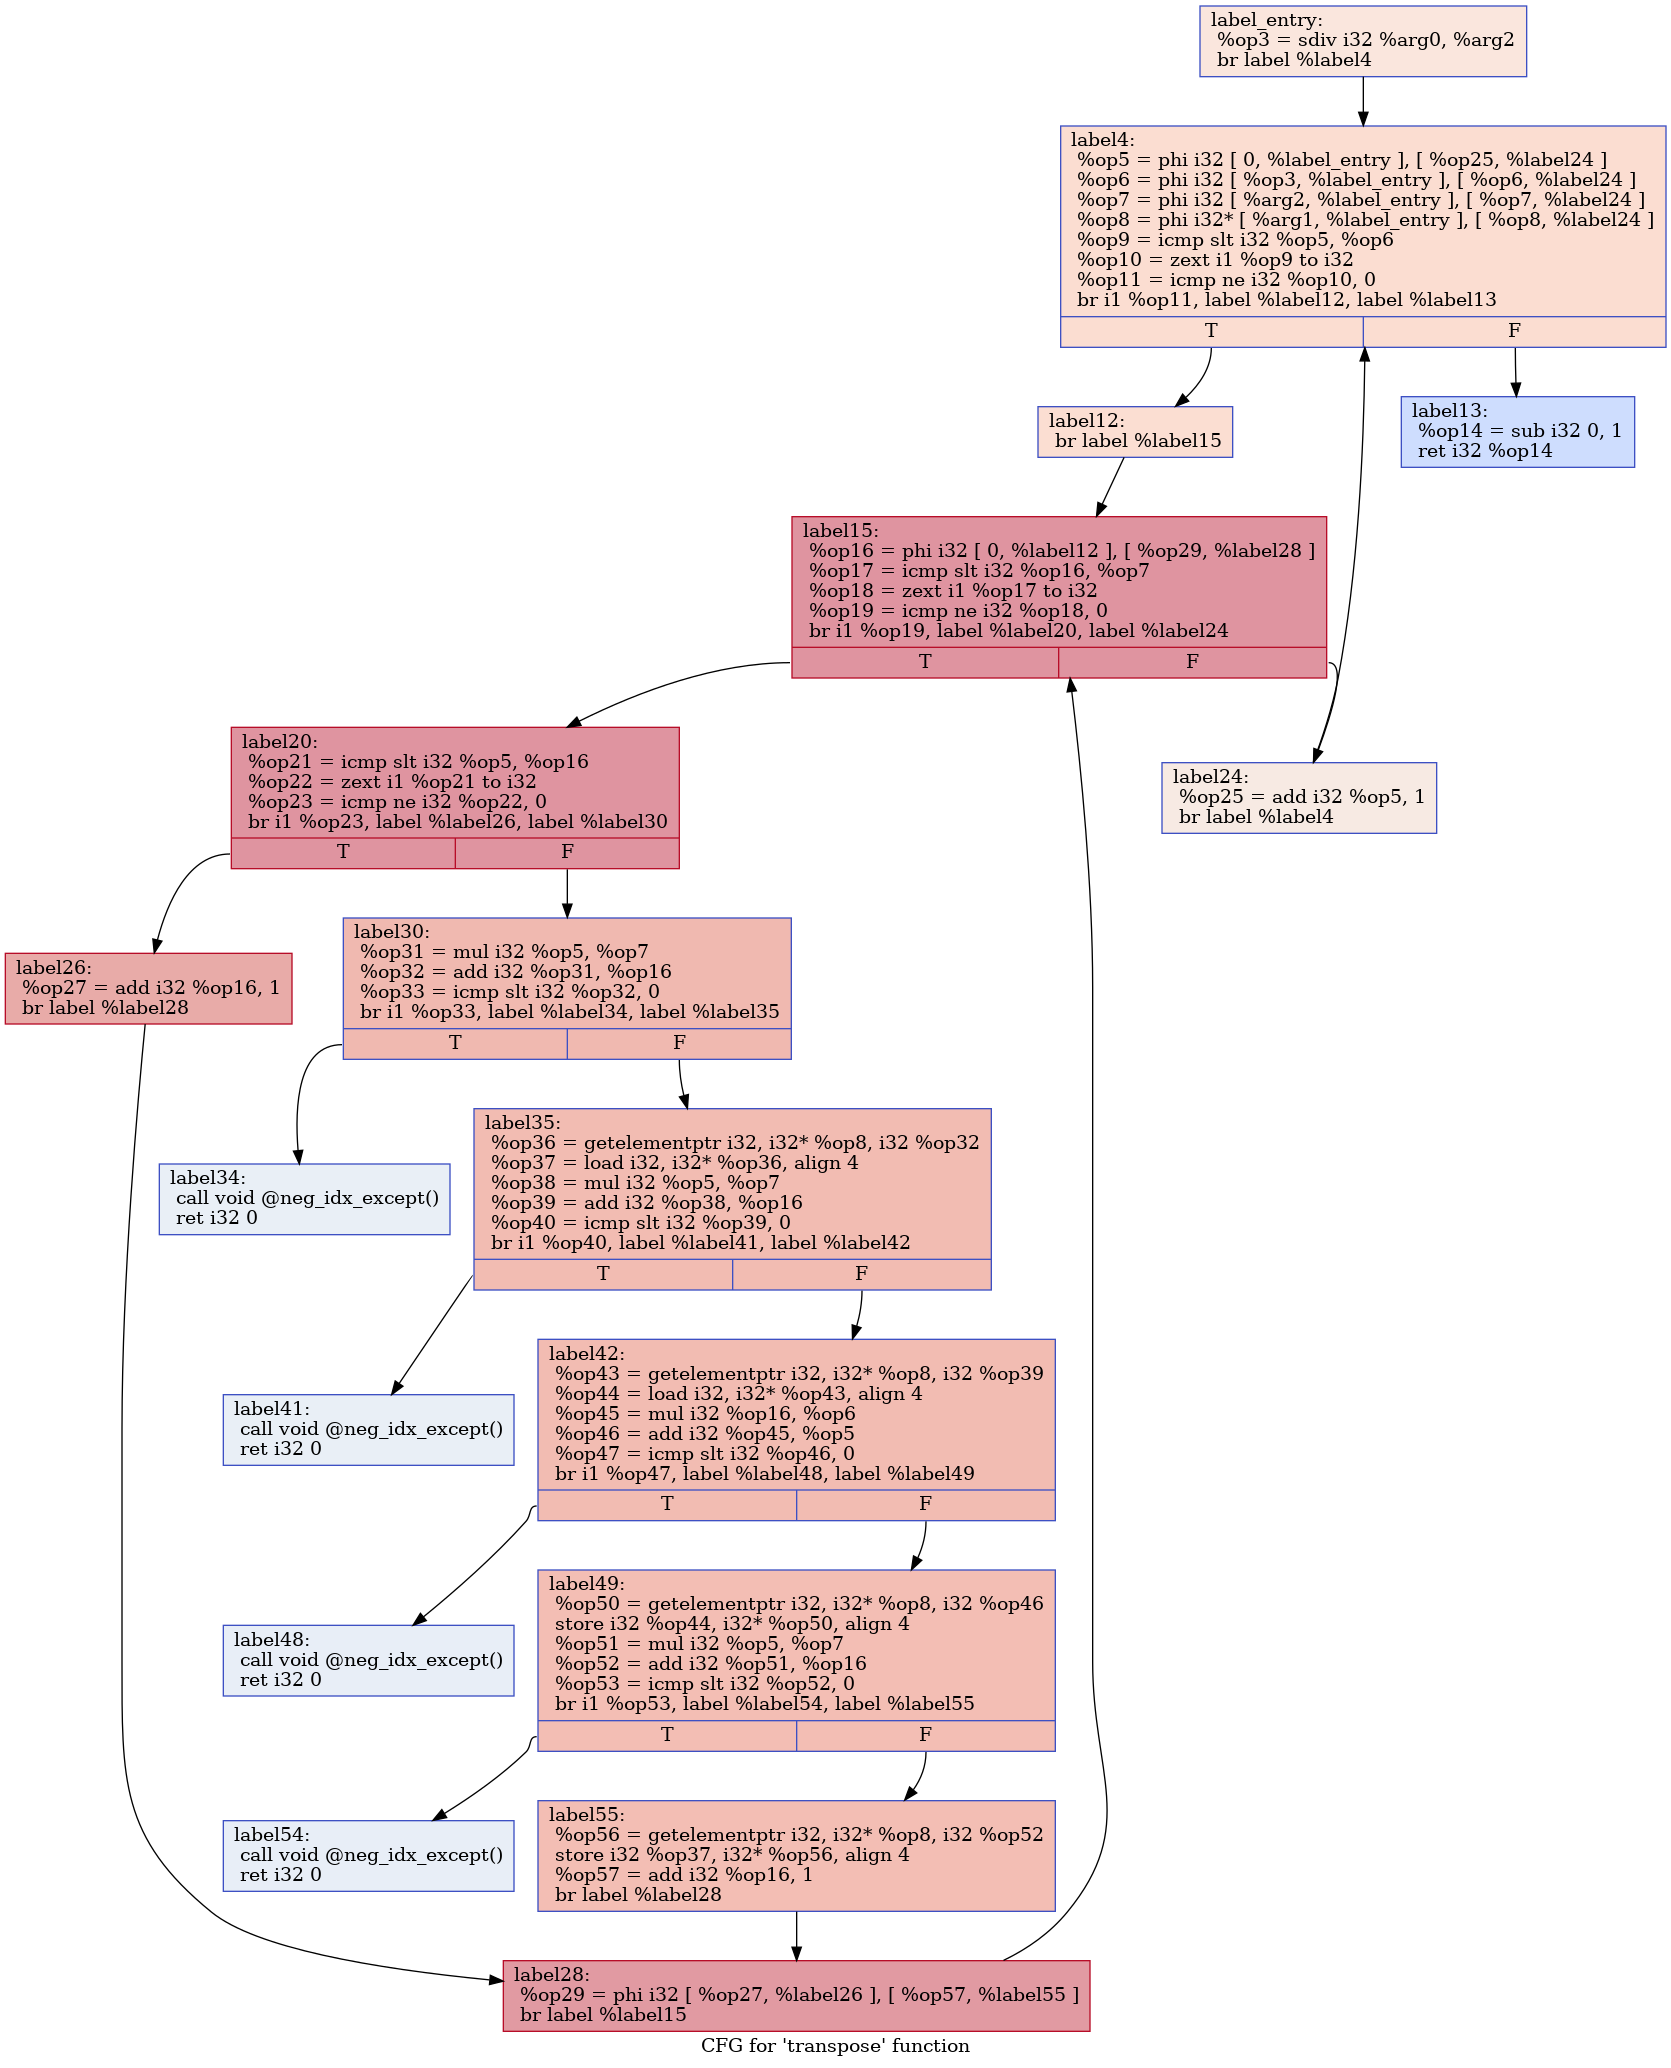 label_entry:
%op3 = sdiv i32 %arg0, %arg2
br label %label4
label4:
%op5 = phi i32 [ 0, %label_entry ], [ %op25, %label24 ]
%op6 = phi i32 [ %op3, %label_entry ], [ %op6, %label24 ]
%op7 = phi i32 [ %arg2, %label_entry ], [ %op7, %label24 ]
%op8 = phi i32* [ %arg1, %label_entry ], [ %op8, %label24 ]
%op9 = icmp slt i32 %op5, %op6
%op10 = zext i1 %op9 to i32
%op11 = icmp ne i32 %op10, 0
br i1 %op11, label %label12, label %label13
T F
label12:
br label %label15
label13:
%op14 = sub i32 0, 1
ret i32 %op14
label15:
%op16 = phi i32 [ 0, %label12 ], [ %op29, %label28 ]
%op17 = icmp slt i32 %op16, %op7
%op18 = zext i1 %op17 to i32
%op19 = icmp ne i32 %op18, 0
br i1 %op19, label %label20, label %label24
T F
label20:
%op21 = icmp slt i32 %op5, %op16
%op22 = zext i1 %op21 to i32
%op23 = icmp ne i32 %op22, 0
br i1 %op23, label %label26, label %label30
T F
label24:
%op25 = add i32 %op5, 1
br label %label4
label26:
%op27 = add i32 %op16, 1
br label %label28
label30:
%op31 = mul i32 %op5, %op7
%op32 = add i32 %op31, %op16
%op33 = icmp slt i32 %op32, 0
br i1 %op33, label %label34, label %label35
T F
label34:
call void @neg_idx_except()
ret i32 0
label35:
%op36 = getelementptr i32, i32* %op8, i32 %op32
%op37 = load i32, i32* %op36, align 4
%op38 = mul i32 %op5, %op7
%op39 = add i32 %op38, %op16
%op40 = icmp slt i32 %op39, 0
br i1 %op40, label %label41, label %label42
T F
label41:
call void @neg_idx_except()
ret i32 0
label42:
%op43 = getelementptr i32, i32* %op8, i32 %op39
%op44 = load i32, i32* %op43, align 4
%op45 = mul i32 %op16, %op6
%op46 = add i32 %op45, %op5
%op47 = icmp slt i32 %op46, 0
br i1 %op47, label %label48, label %label49
T F
label48:
call void @neg_idx_except()
ret i32 0
label49:
%op50 = getelementptr i32, i32* %op8, i32 %op46
store i32 %op44, i32* %op50, align 4
%op51 = mul i32 %op5, %op7
%op52 = add i32 %op51, %op16
%op53 = icmp slt i32 %op52, 0
br i1 %op53, label %label54, label %label55
T F
label54:
call void @neg_idx_except()
ret i32 0
label55:
%op56 = getelementptr i32, i32* %op8, i32 %op52
store i32 %op37, i32* %op56, align 4
%op57 = add i32 %op16, 1
br label %label28
label28:
%op29 = phi i32 [ %op27, %label26 ], [ %op57, %label55 ]
br label %label15
CFG for 'transpose' function